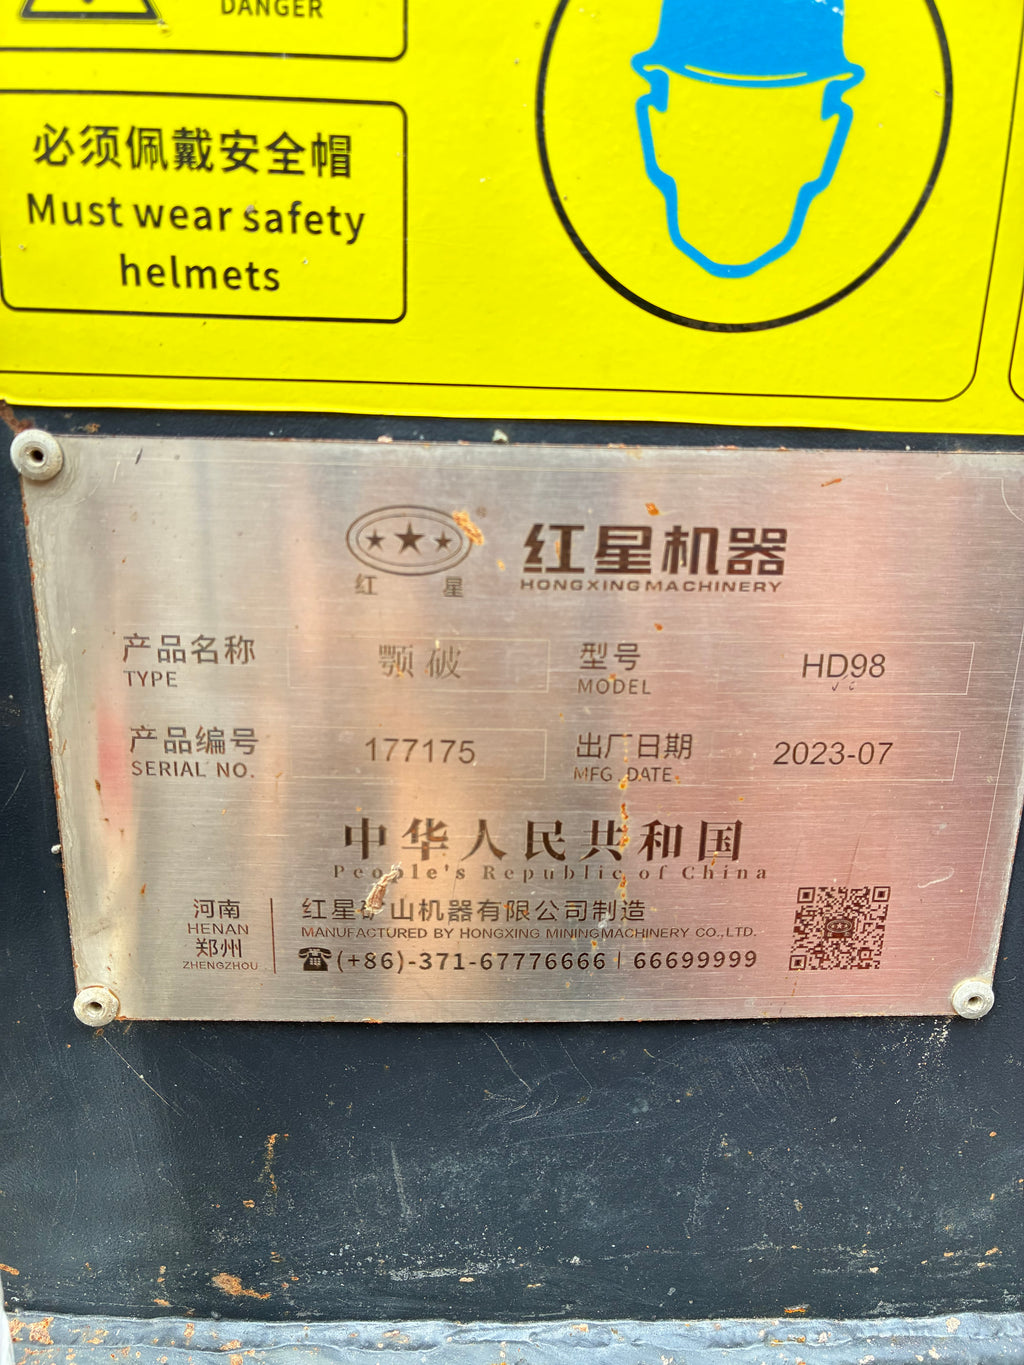 DANGER
必须佩戴安全帽
Must wear safety
helmets
红 星
®
红星机器
HONGXINGMACHINERY
产品名称
TYPE
颚破
型号
MODEL
HD98
产品编号
SERIAL NO.
177175
出厂日期
MFG.DATE
2023-07
中华人民共和国
People's Republic of China
河南
HENAN
郑州
ZHENGZHOU
红星矿山机器有限公司制造
MANUFACTURED BY HONGXING MININGMACHINERY CO.,LTD.
☎(+86)-371-67776666 | 66699999